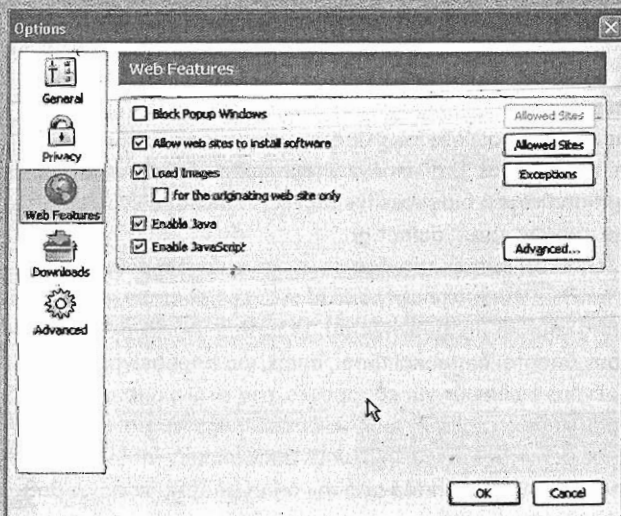 Options
General
Privacy
Web Features
Downloads
Advanced
Web Features
Block Popup Windows
Allowed Sites
Allow web sites to install software
Allowed Sites
Load Images
Exceptions
for the originating web site only
Enable Java
Enable JavaScript
Advanced...
OK
Cancel